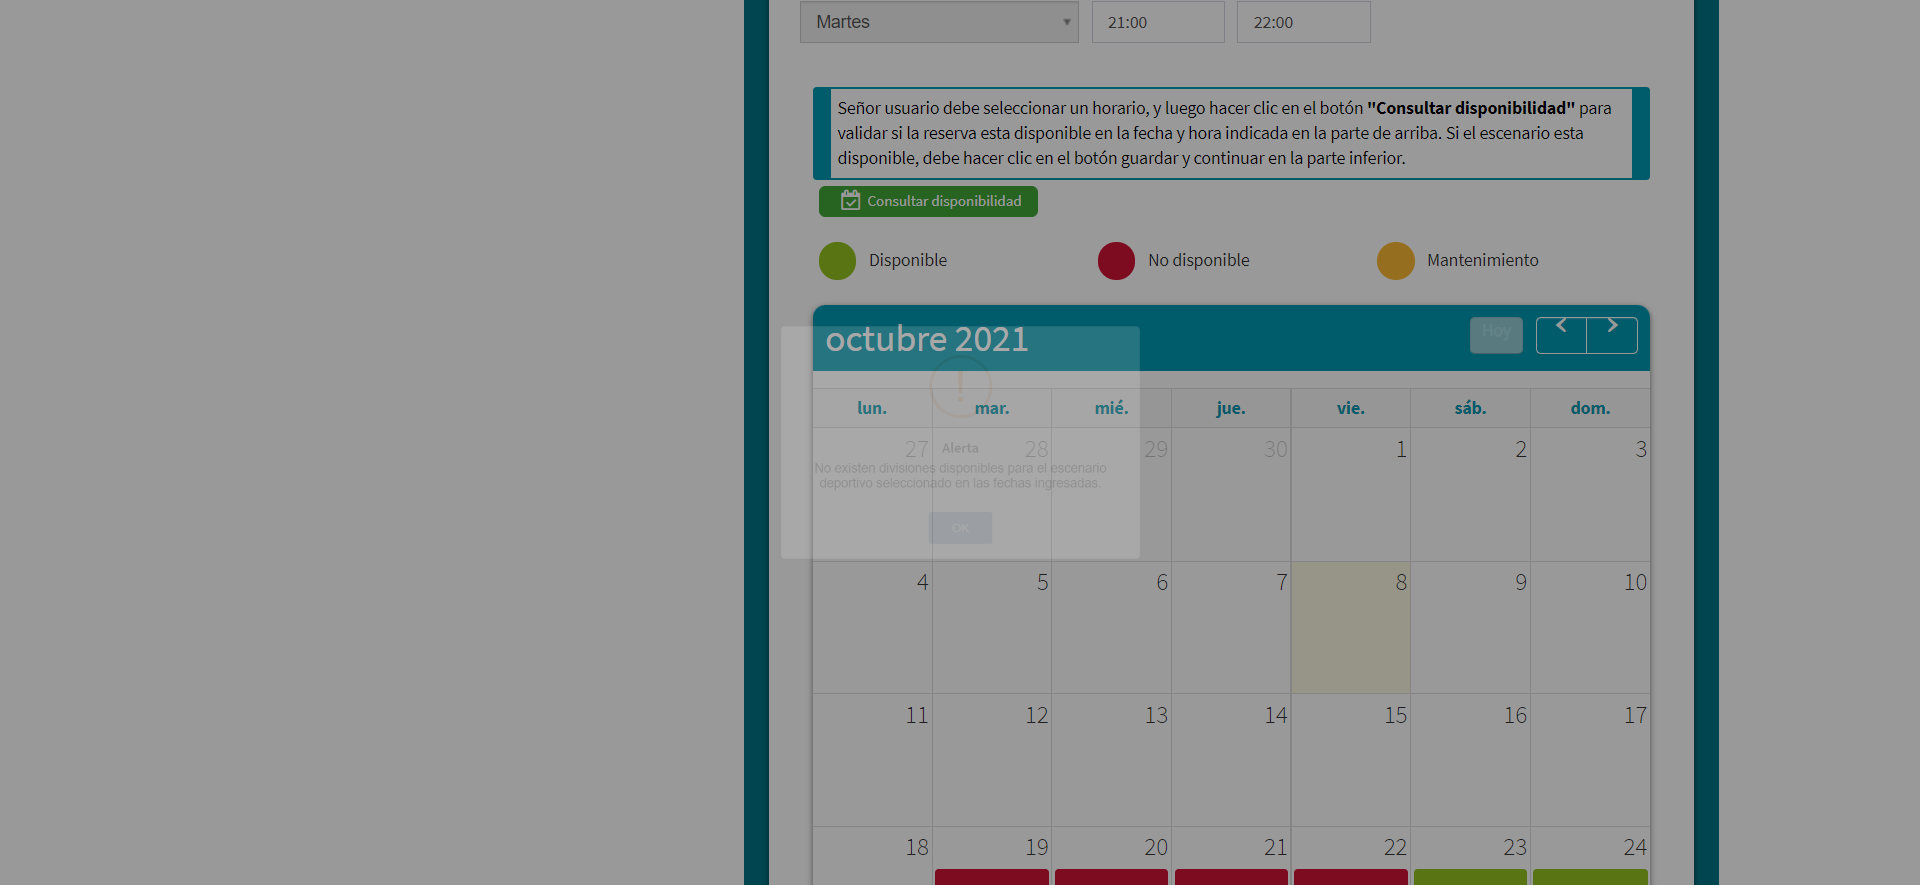 Martes 21:00 22:00
Señor usuario debe seleccionar un horario, y luego hacer clic en el botón "Consultar disponibilidad" para
validar si la reserva esta disponible en la fecha y hora indicada en la parte de arriba. Si el escenario esta
disponible, debe hacer clic en el botón guardar y continuar en la parte inferior.
Consultar disponibilidad
Disponible No disponible Mantenimiento
octubre 2021 Hoy
lun. mar. mié. jue. vie. sáb. dom.
27 28 29 30 1 2 3
Alerta
No existen divisiones disponibles para el escenario
deportivo seleccionado en las fechas ingresadas.
OK
4 5 6 7 8 9 10
11 12 13 14 15 16 17
18 19 20 21 22 23 24